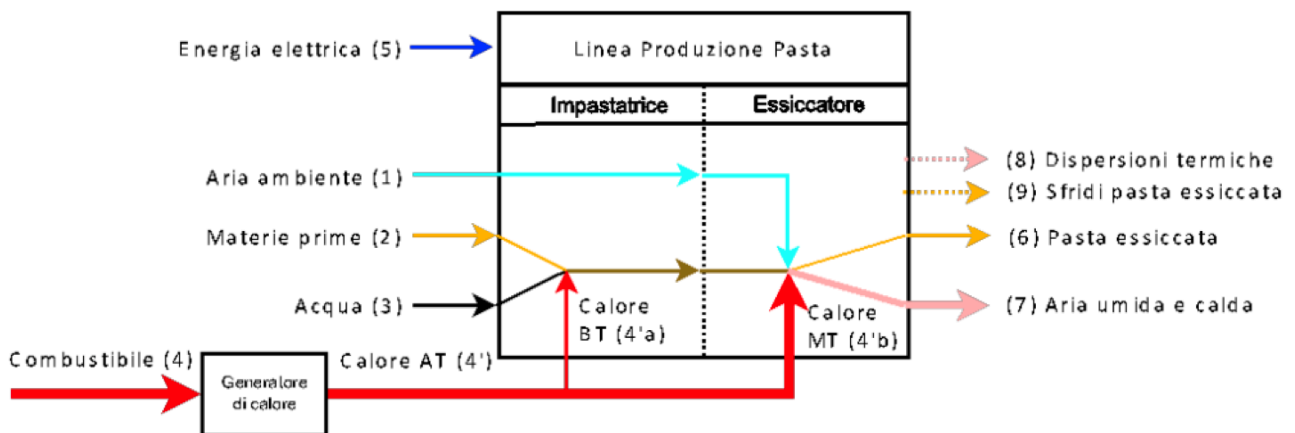 Energia elettrica (5)
Linea Produzione Pasta
Impastatrice
Essiccatore
(8) Dispersioni termiche
Aria ambiente (1)
(9) Sfridi pasta essiccata
Materie prime (2)
(6) Pasta essiccata
Acqua (3)
Calore
BT (4'a)
Calore
MT (4'b)
(7) Aria umida e calda
Combustibile (4)
Calore AT (4')
Generalore
di calore